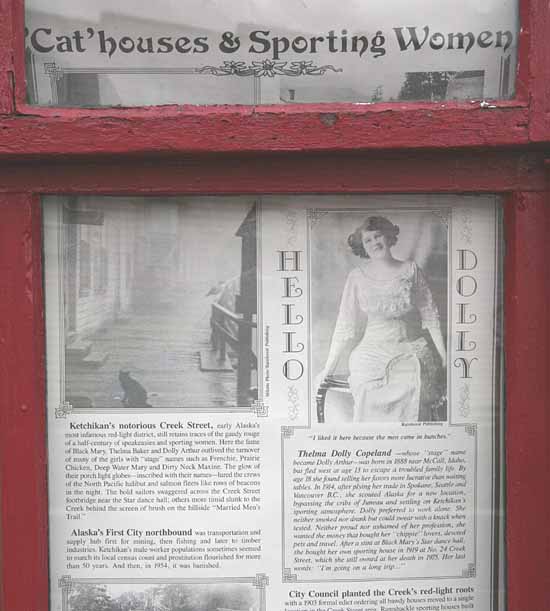 'Cat'houses & Sporting Women
HELLO
DOLLY
Ketchikan's notorious Creek Street, early Alaska's
most infamous red-light district, still retains traces of the gaudy rouge
of a half-century of speakeasies and sporting women. Here the fame
of Black Mary, Thelma Baker and Dolly Arthur outlived the turnover
of many of the girls with "stage" names such as Frenchie, Prairie
Chicken, Deep Water Mary and Dirty Neck Maxine. The glow of
their porch light globes—inscribed with their names—lured the crews
of the North Pacific halibut and salmon fleets like rows of beacons
in the night. The bold sailors swaggered across the Creek Street
footbridge near the Star dance hall; others more timid slunk to the
Creek behind the screen of brush on the hillside "Married Men's
Trail."
Alaska's First City northbound was transportation and
supply hub first for mining, then fishing and later to timber
industries. Ketchikan's male worker populations sometimes seemed
to match its local census count and prostitution flourished for more
than 50 years. And then, in 1954, it was banished.
Rainforest Publishing
"I liked it here because the men came in bunches."
Thelma Dolly Copeland —whose "stage" name
became Dolly Arthur—was born in 1888 near McCall, Idaho,
but fled west at age 13 to escape a troubled family life. By
age 18 she found selling her favors more lucrative than waiting
tables. In 1914, after plying her trade in Spokane, Seattle and
Vancouver B.C., she scouted Alaska for a new location,
bypassing the cribs of Juneau and settling on Ketchikan's
sporting atmosphere. Dolly preferred to work alone. She
neither smoked nor drank but could swear with a knack when
tested. Neither proud nor ashamed of her profession, she
wanted the money that bought her "chippie" lovers, devoted
pets and travel. After a stint at Black Mary's Star dance hall,
she bought her own sporting house in 1919 at No. 24 Creek
Street, which she still owned at her death in 1975. Her last
words: "I'm going on a long trip..."
City Council planted the Creek's red-light roots
with a 1903 formal edict ordering all bawdy houses moved to a single
location in the Creek Street area. Ramshackle sporting houses built